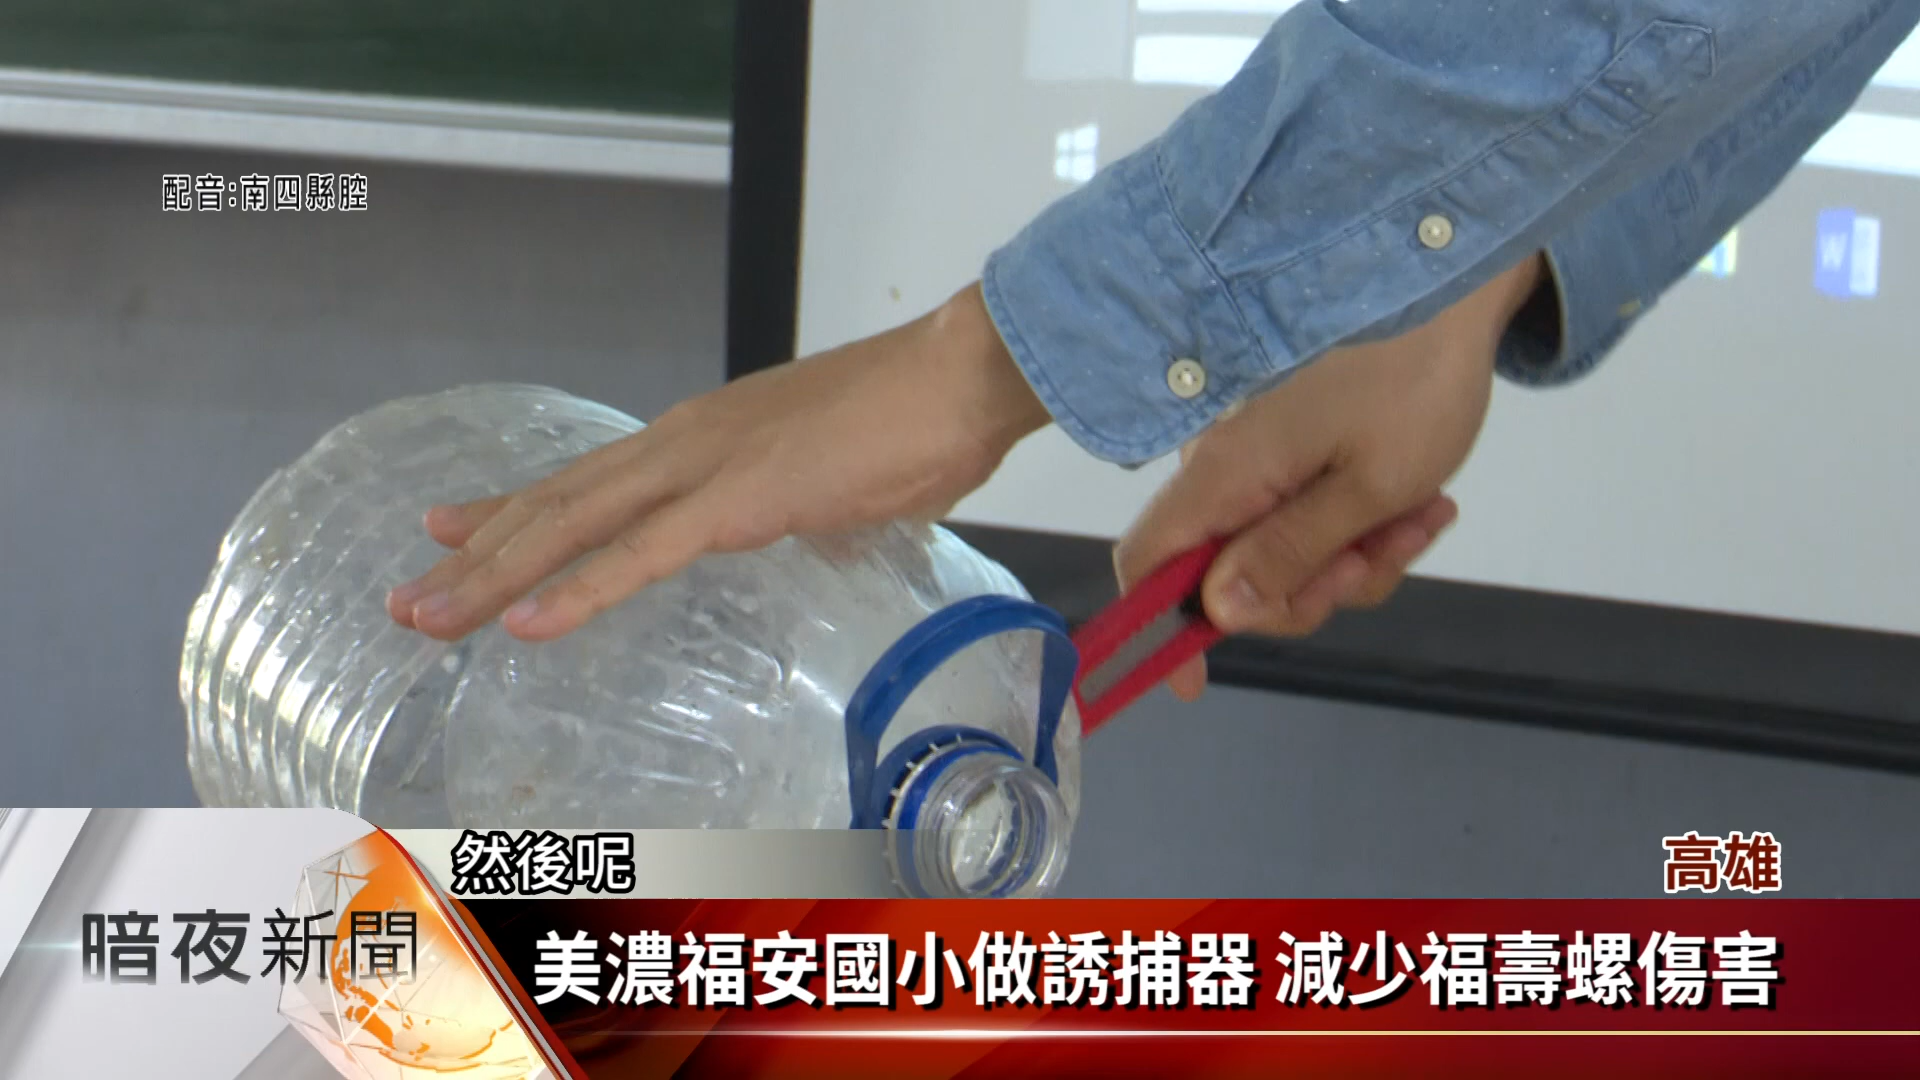 配音:南四縣腔
然後呢
高雄
暗夜新聞
美濃福安國小做誘捕器 減少福壽螺傷害
W